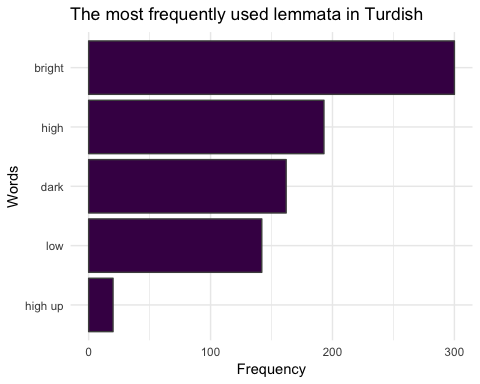 The most frequently used lemmata in Turdish
bright
high
dark
low
high up
Words
0 100 200 300
Frequency